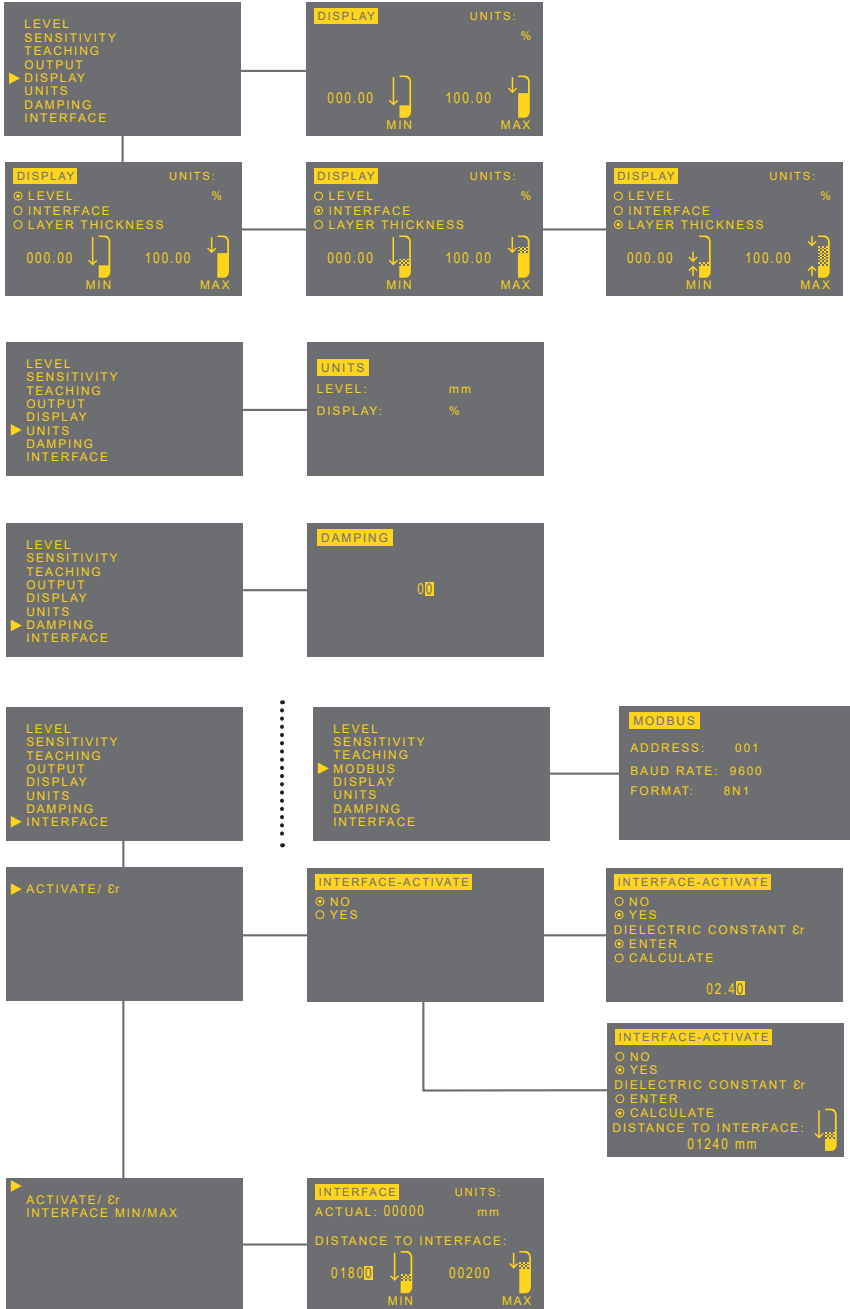 LEVEL
SENSITIVITY
TEACHING
OUTPUT
DISPLAY
UNITS
DAMPING
INTERFACE
DISPLAY UNITS:
%
000.00 100.00
MIN MAX
DISPLAY UNITS:
LEVEL %
INTERFACE
LAYER THICKNESS
000.00 100.00
MIN MAX
DISPLAY UNITS:
LEVEL %
INTERFACE
LAYER THICKNESS
000.00 100.00
MIN MAX
DISPLAY UNITS:
LEVEL %
INTERFACE
LAYER THICKNESS
000.00 100.00
MIN MAX
LEVEL
SENSITIVITY
TEACHING
OUTPUT
DISPLAY
UNITS
DAMPING
INTERFACE
UNITS
LEVEL: mm
DISPLAY: %
LEVEL
SENSITIVITY
TEACHING
OUTPUT
DISPLAY
UNITS
DAMPING
INTERFACE
DAMPING
00
LEVEL
SENSITIVITY
TEACHING
OUTPUT
DISPLAY
UNITS
DAMPING
INTERFACE
LEVEL
SENSITIVITY
TEACHING
MODBUS
DISPLAY
UNITS
DAMPING
INTERFACE
MODBUS
ADDRESS: 001
BAUD RATE: 9600
FORMAT: 8N1
ACTIVATE/ εr
INTERFACE-ACTIVATE
NO
YES
INTERFACE-ACTIVATE
NO
YES
DIELECTRIC CONSTANT εr
ENTER
CALCULATE
02.40
INTERFACE-ACTIVATE
NO
YES
DIELECTRIC CONSTANT εr
ENTER
CALCULATE
DISTANCE TO INTERFACE:
01240 mm
ACTIVATE/ εr
INTERFACE MIN/MAX
INTERFACE UNITS:
ACTUAL: 00000 mm
DISTANCE TO INTERFACE:
01800 00200
MIN MAX